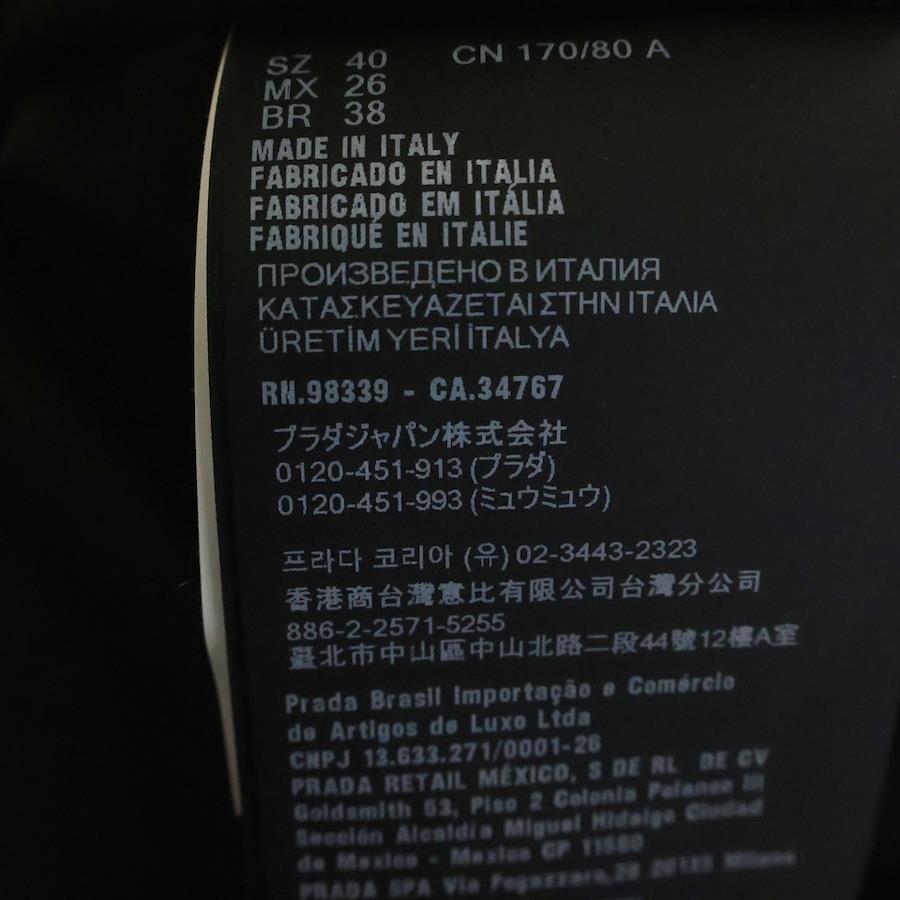 SZ 40 CN 170/80 A
MX 26
BR 38
MADE IN ITALY
FABRICADO EN ITALIA
FABRICADO EM ITÁLIA
FABRIQUÉ EN ITALIE
ПРОИЗВЕДЕНО В ИТАЛИЯ
ΚΑΤΑΣΚΕΥΑΖΕΤΑΙ ΣΤΗΝ ΙΤΑΛΙΑ
ÜRETİM YERİ İTALYA
RN.98339 - CA.34767
プラダジャパン株式会社
0120-451-913 (プラダ)
0120-451-993 (ミュウミュウ)
프라다 코리아 (유) 02-3443-2323
香港商台灣意比有限公司台灣分公司
886-2-2571-5255
臺北市中山區中山北路二段44號12樓A室
Prada Brasil Importação e Comércio
de Artigos de Luxo Ltda
CNPJ 13.633.271/0001-26
PRADA RETAIL MÉXICO, S DE RL DE CV
Goldsmith 53, Piso 2 Colonia Polanco III
Sección Alcaldía Miguel Hidalgo Ciudad
de Mexico - Mexico CP 11560
PRADA SPA Via Fogazzaro,28 20135 Milano